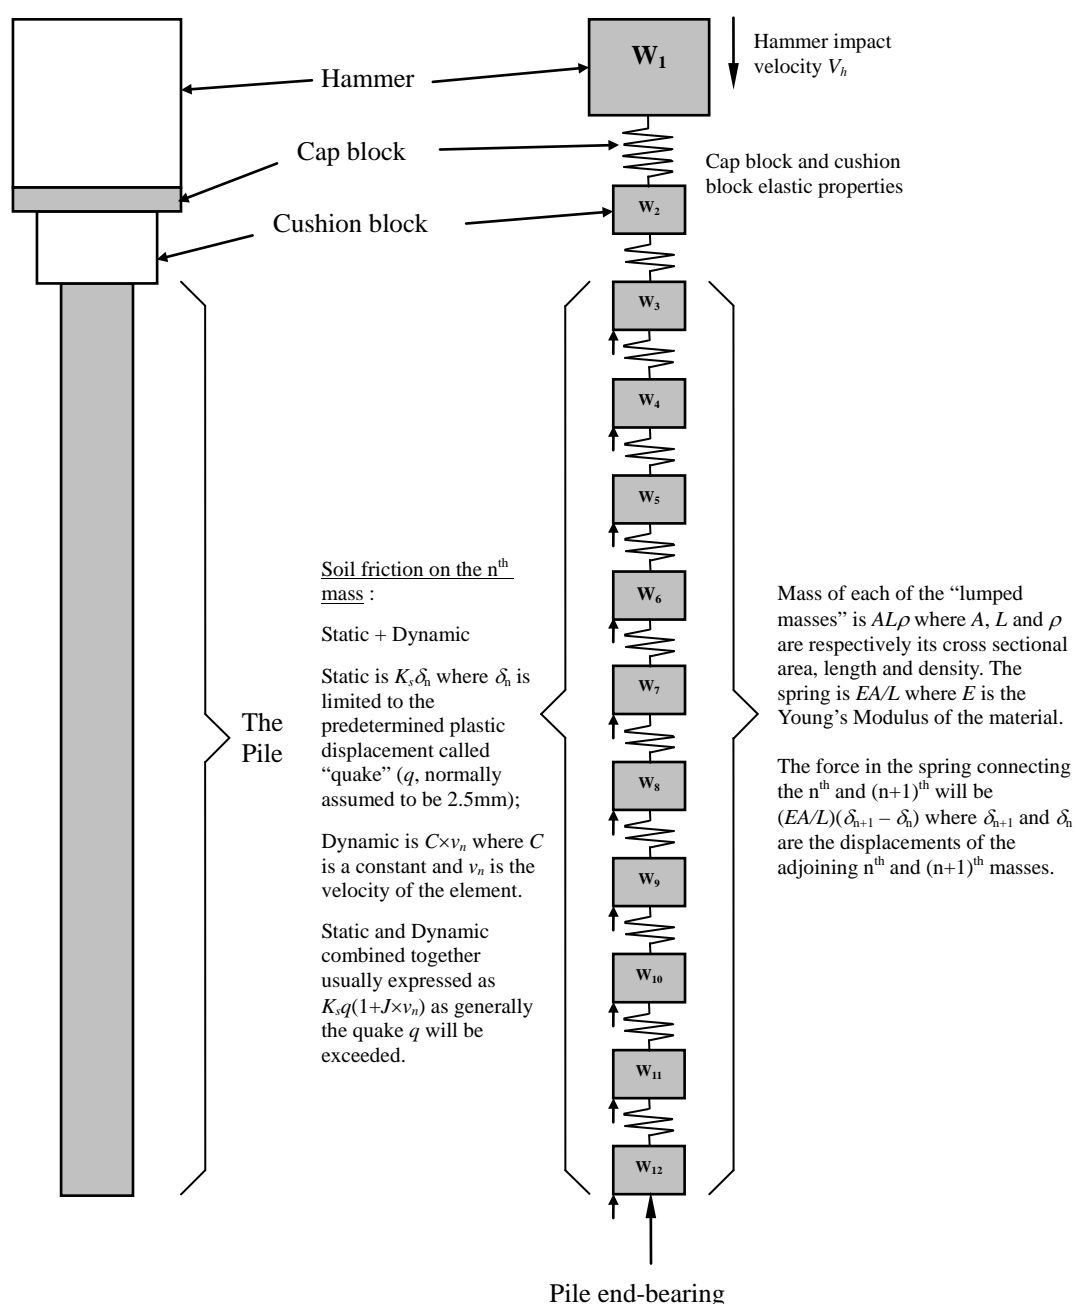 W₁
Hammer impact
velocity Vₕ
Hammer
Cap block
Cap block and cushion
block elastic properties
W₂
Cushion block
W₃
W₄
W₅
W₆
W₇
W₈
W₉
W₁₀
W₁₁
W₁₂
The
Pile
Soil friction on the nᵗʰ
mass :
Static + Dynamic
Static is Kₛδₙ where δₙ is
limited to the
predetermined plastic
displacement called
“quake” (q, normally
assumed to be 2.5mm);
Dynamic is C×vₙ where C
is a constant and vₙ is the
velocity of the element.
Static and Dynamic
combined together
usually expressed as
Kₛq(1+J×vₙ) as generally
the quake q will be
exceeded.
Mass of each of the “lumped
masses” is ALρ where A, L and ρ
are respectively its cross sectional
area, length and density. The
spring is EA/L where E is the
Young’s Modulus of the material.
The force in the spring connecting
the nᵗʰ and (n+1)ᵗʰ will be
(EA/L)(δₙ₊₁ – δₙ) where δₙ₊₁ and δₙ
are the displacements of the
adjoining nᵗʰ and (n+1)ᵗʰ masses.
Pile end-bearing